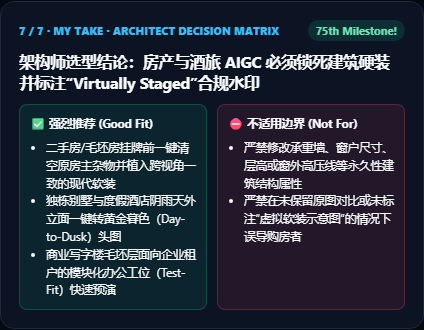 7 / 7 · MY TAKE · ARCHITECT DECISION MATRIX
75th Milestone!
架构师选型结论：房产与酒旅 AIGC 必须锁死建筑硬装
并标注“Virtually Staged”合规水印
✅ 强烈推荐 (Good Fit)
• 二手房/毛坯房挂牌前一键清
空原房主杂物并植入跨视角一
致的现代软装
• 独栋别墅与度假酒店阴雨天外
立面一键转黄金暮色（Day-
to-Dusk）头图
• 商业写字楼毛坯层面向企业租
户的模块化办公工位（Test-
Fit）快速预演
⛔ 不适用边界 (Not For)
• 严禁修改承重墙、窗户尺寸、
层高或窗外高压线等永久性建
筑结构属性
• 严禁在未保留原图对比或未标
注“虚拟软装示意图”的情况下
误导购房者